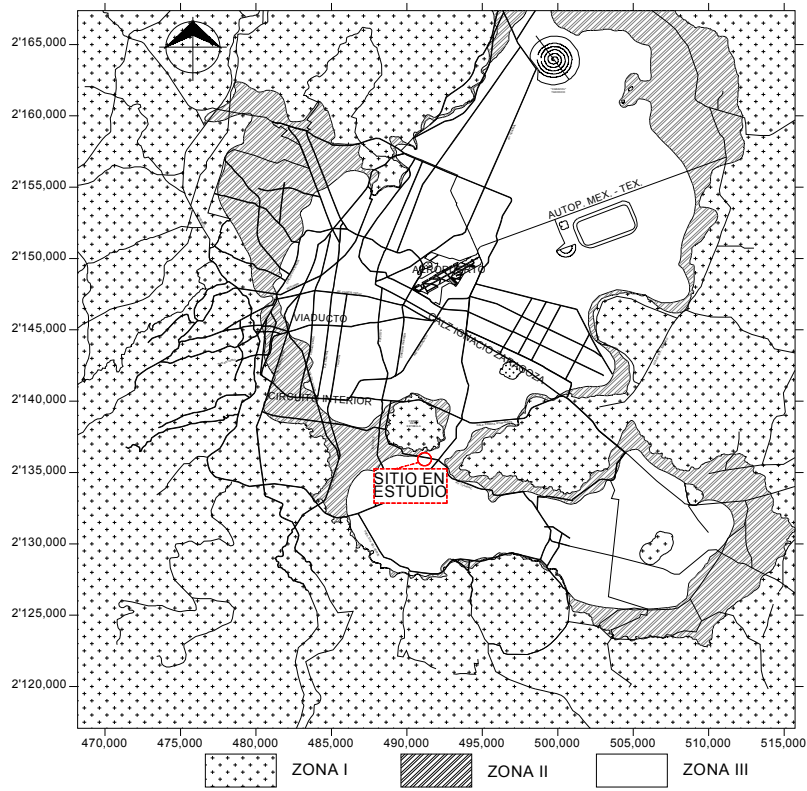 2'165,000
2'160,000
2'155,000
2'150,000
2'145,000
2'140,000
2'135,000
2'130,000
2'125,000
2'120,000
AUTOP. MEX. - TEX.
AEROPUERTO
VIADUCTO
CALZ IGNACIO ZARAGOZA
CIRCUITO INTERIOR
SITIO EN
ESTUDIO
470,000 475,000 480,000 485,000 490,000 495,000 500,000 505,000 510,000 515,000
ZONA I ZONA II ZONA III